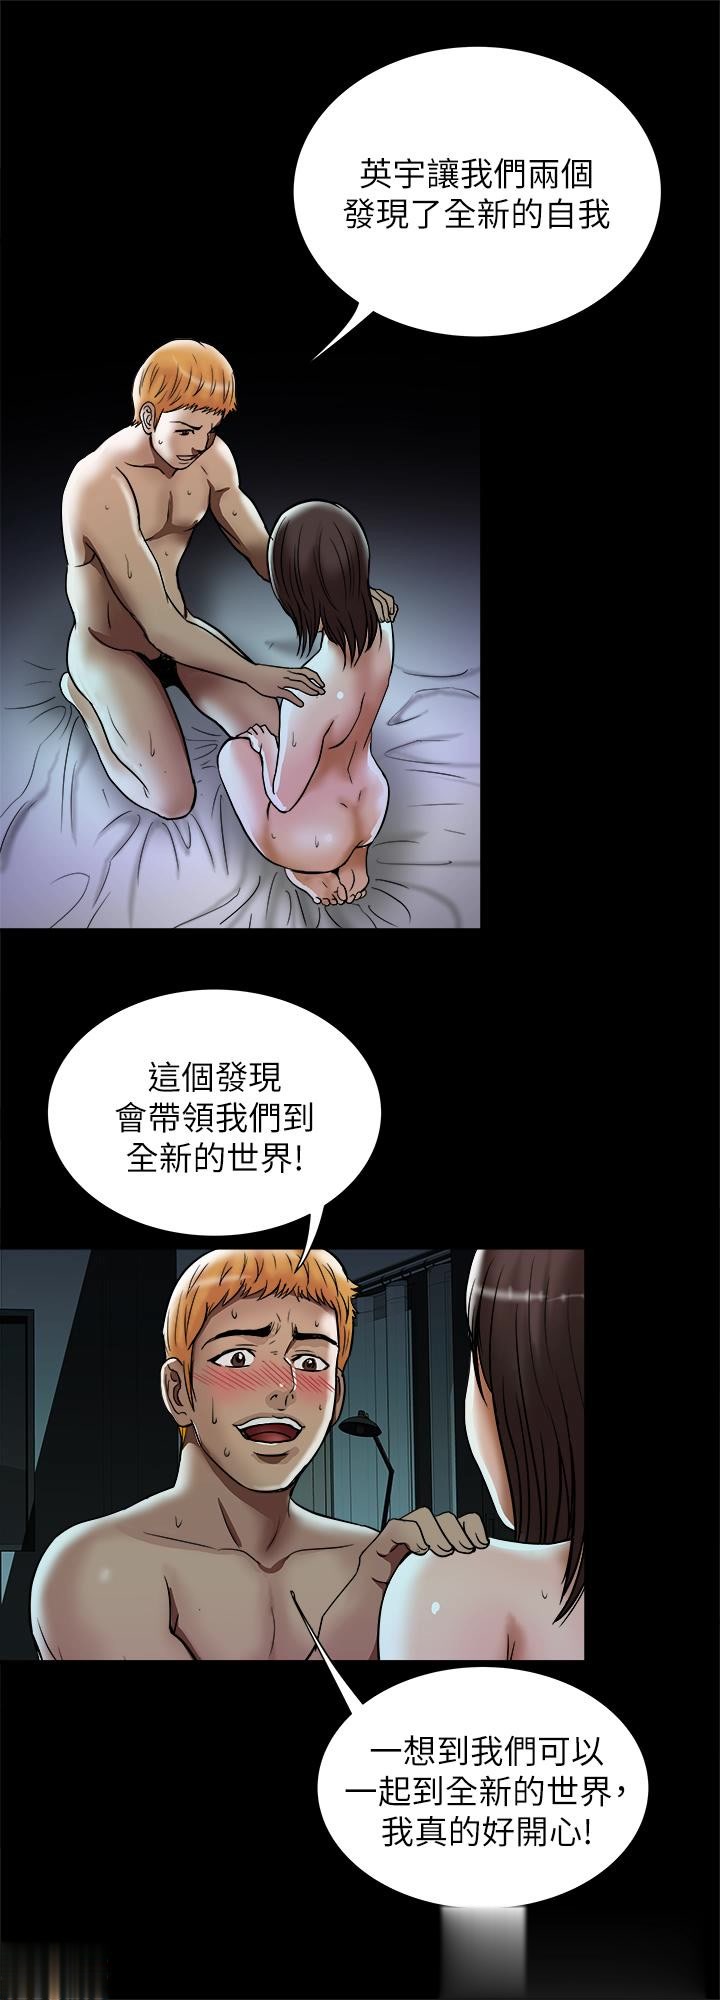 英宇讓我們兩個
發現了全新的自我
這個發現
會帶領我們到
全新的世界!
一想到我們可以
一起到全新的世界，
我真的好開心!